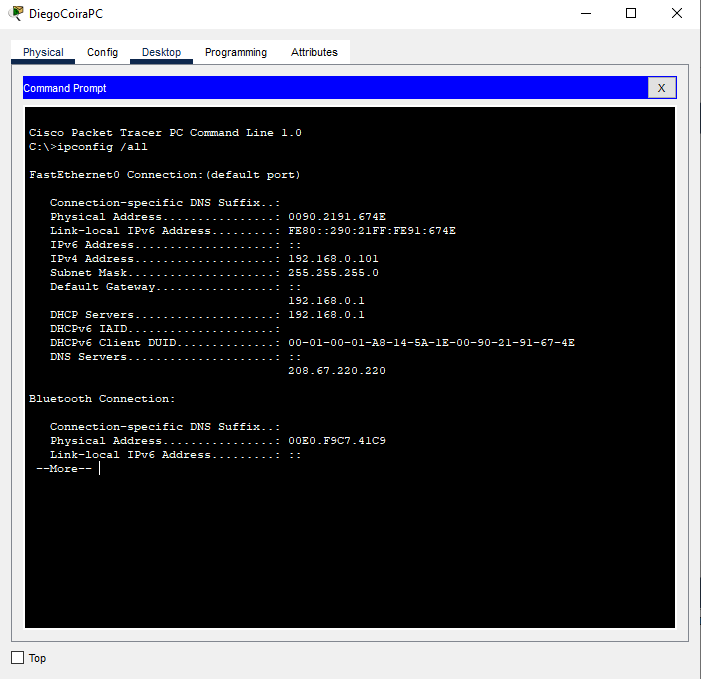 DiegoCoiraPC
Physical Config Desktop Programming Attributes
Command Prompt X
Cisco Packet Tracer PC Command Line 1.0
C:\>ipconfig /all
FastEthernet0 Connection:(default port)
Connection-specific DNS Suffix..:
Physical Address................: 0090.2191.674E
Link-local IPv6 Address.........: FE80::290:21FF:FE91:674E
IPv6 Address....................: ::
IPv4 Address....................: 192.168.0.101
Subnet Mask.....................: 255.255.255.0
Default Gateway.................: ::
192.168.0.1
DHCP Servers....................: 192.168.0.1
DHCPv6 IAID.....................:
DHCPv6 Client DUID..............: 00-01-00-01-A8-14-5A-1E-00-90-21-91-67-4E
DNS Servers.....................: ::
208.67.220.220
Bluetooth Connection:
Connection-specific DNS Suffix..:
Physical Address................: 00E0.F9C7.41C9
Link-local IPv6 Address.........: ::
--More--
Top